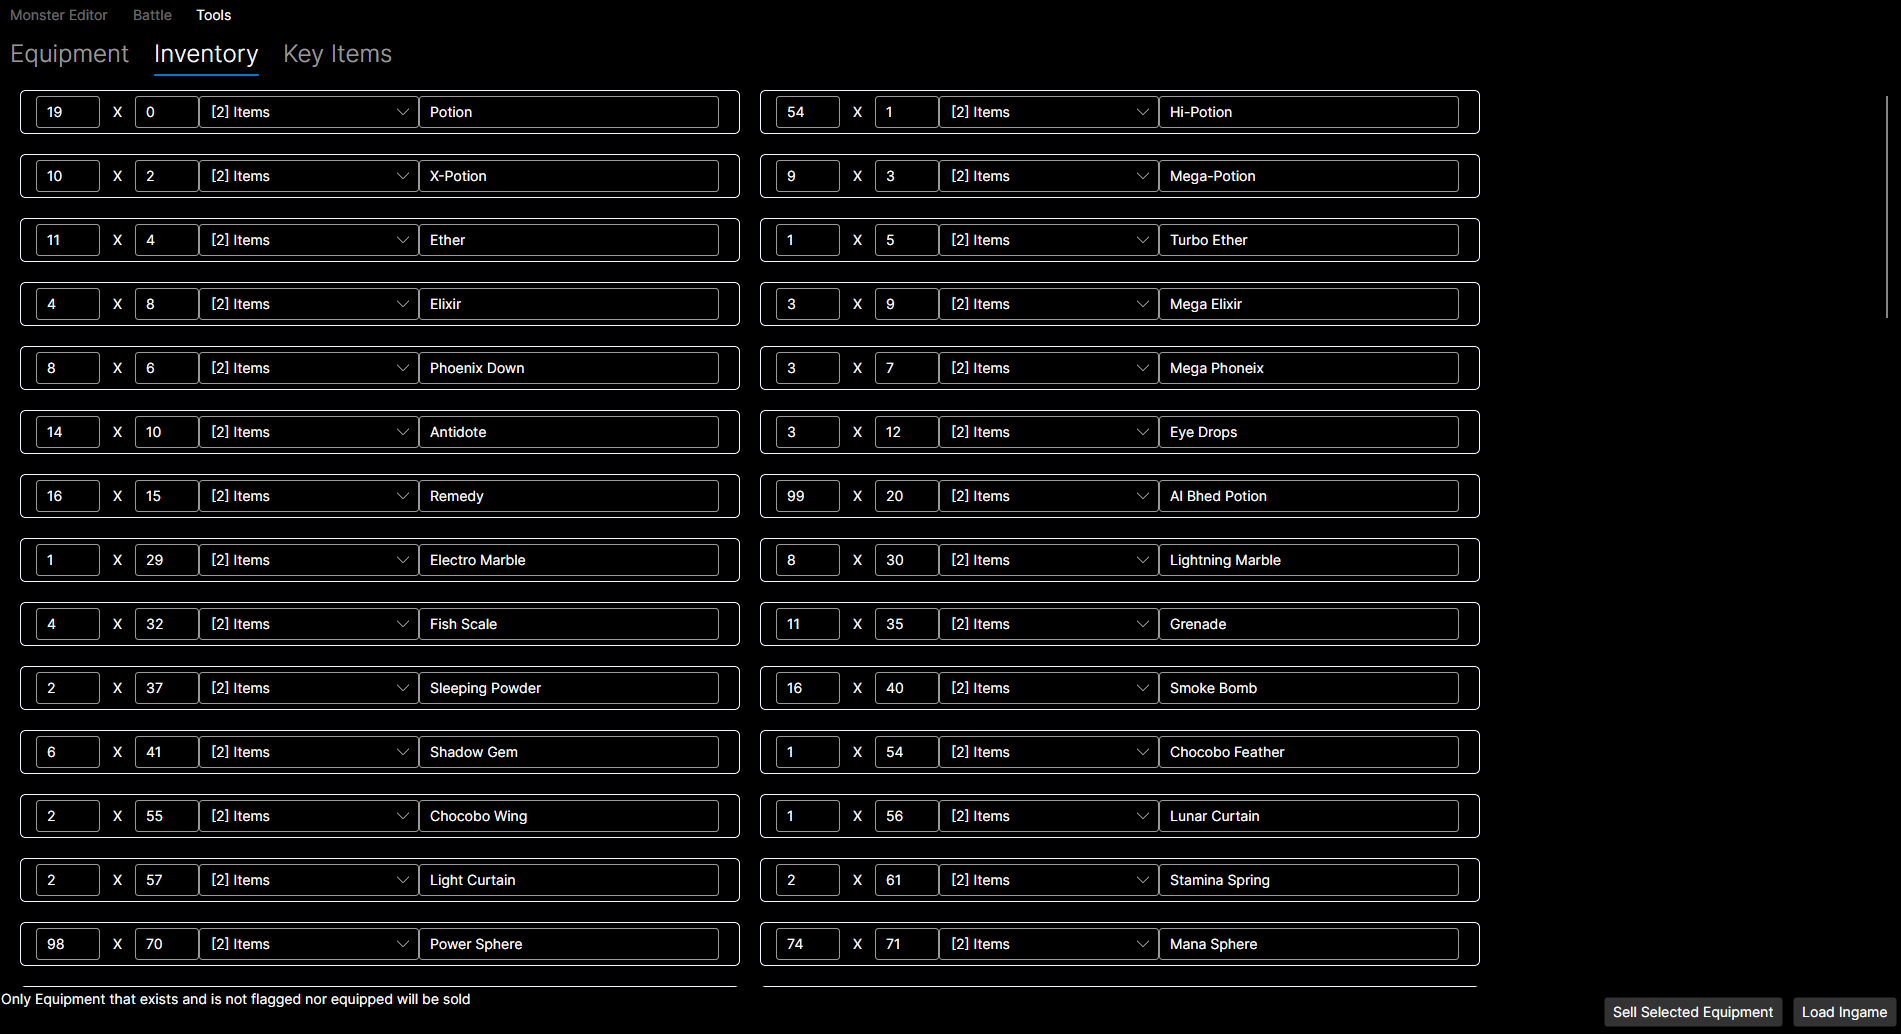 Monster Editor Battle Tools
Equipment Inventory Key Items
19 X 0 [2] Items Potion 54 X 1 [2] Items Hi-Potion
10 X 2 [2] Items X-Potion 9 X 3 [2] Items Mega-Potion
11 X 4 [2] Items Ether 1 X 5 [2] Items Turbo Ether
4 X 8 [2] Items Elixir 3 X 9 [2] Items Mega Elixir
8 X 6 [2] Items Phoenix Down 3 X 7 [2] Items Mega Phoneix
14 X 10 [2] Items Antidote 3 X 12 [2] Items Eye Drops
16 X 15 [2] Items Remedy 99 X 20 [2] Items Al Bhed Potion
1 X 29 [2] Items Electro Marble 8 X 30 [2] Items Lightning Marble
4 X 32 [2] Items Fish Scale 11 X 35 [2] Items Grenade
2 X 37 [2] Items Sleeping Powder 16 X 40 [2] Items Smoke Bomb
6 X 41 [2] Items Shadow Gem 1 X 54 [2] Items Chocobo Feather
2 X 55 [2] Items Chocobo Wing 1 X 56 [2] Items Lunar Curtain
2 X 57 [2] Items Light Curtain 2 X 61 [2] Items Stamina Spring
98 X 70 [2] Items Power Sphere 74 X 71 [2] Items Mana Sphere
Only Equipment that exists and is not flagged nor equipped will be sold
Sell Selected Equipment Load Ingame